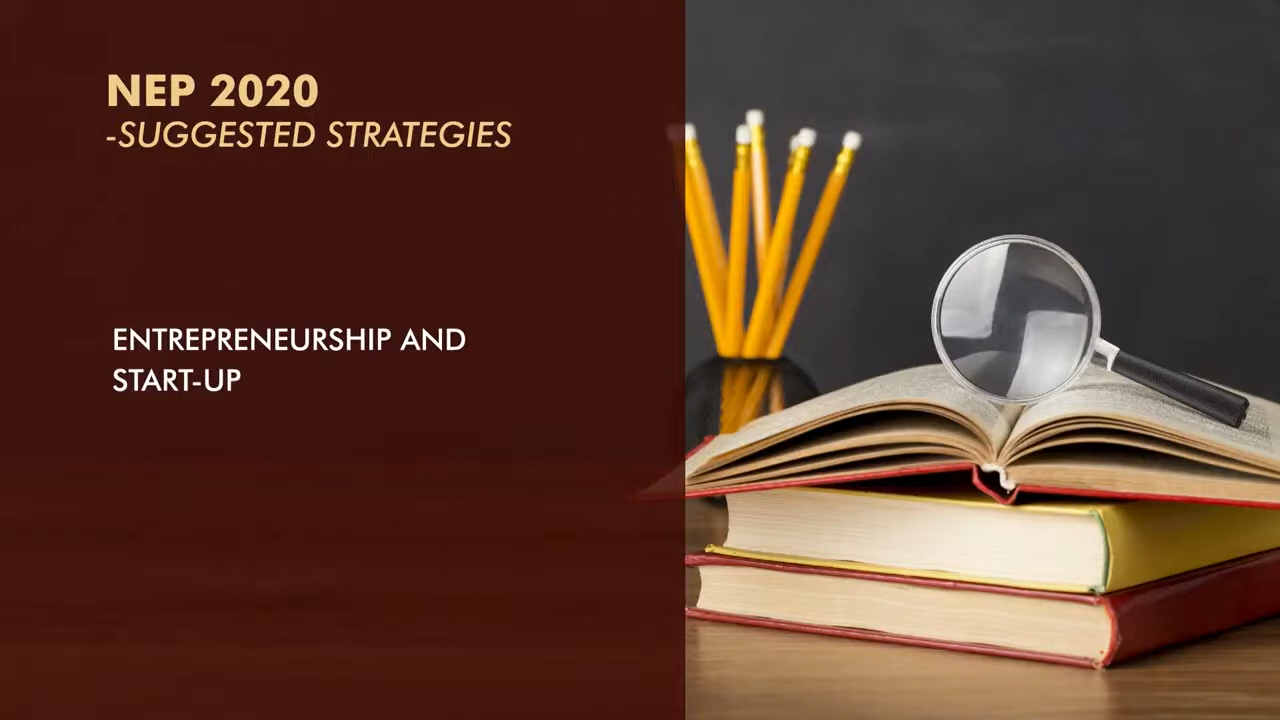 NEP 2020
-SUGGESTED STRATEGIES
ENTREPRENEURSHIP AND
START-UP